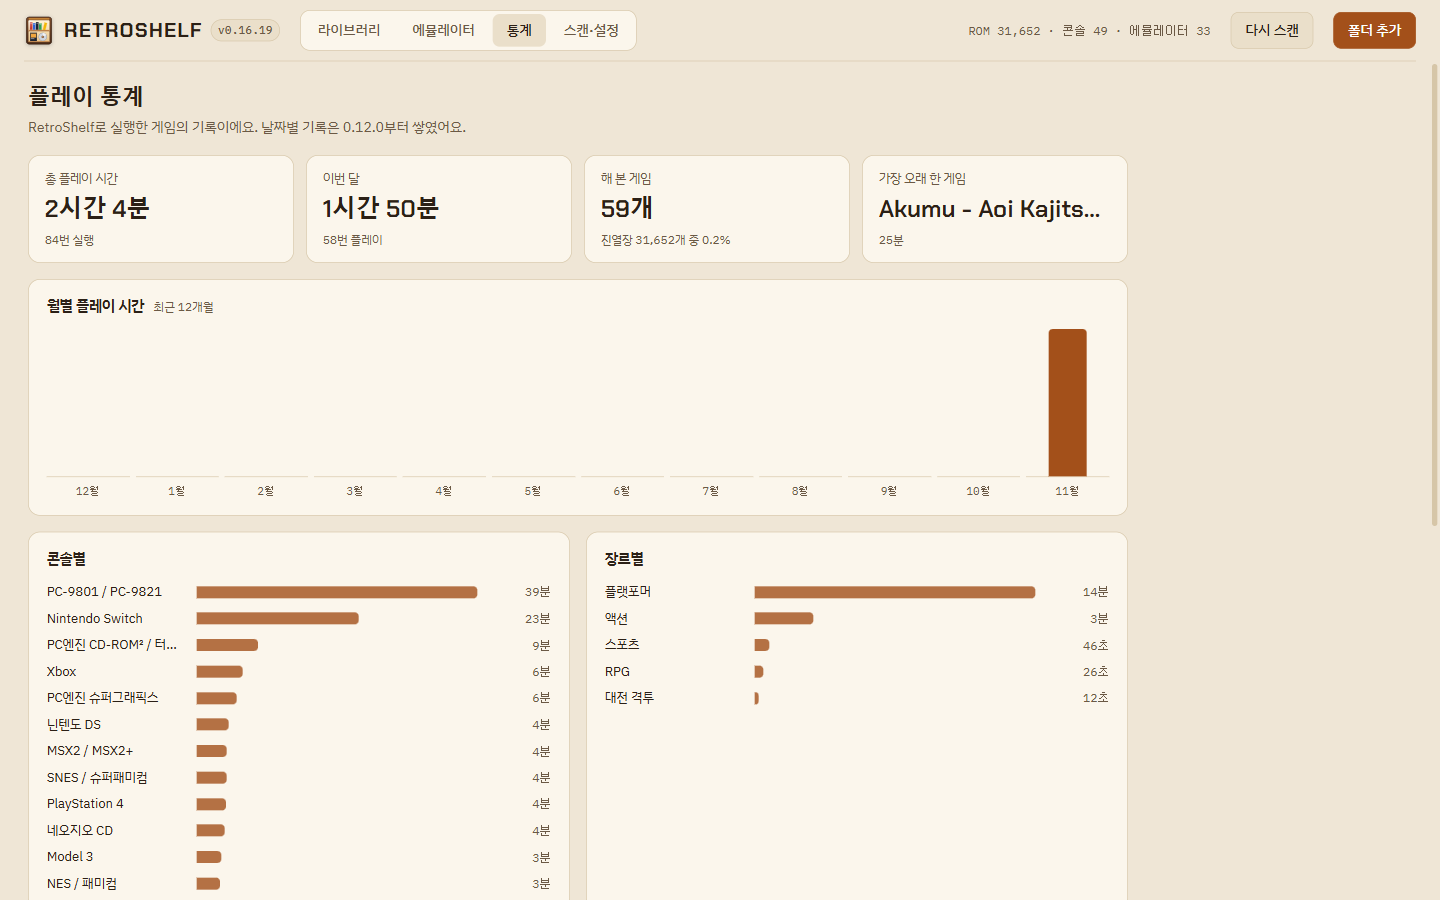 RETROSHELF v0.16.19 라이브러리 에뮬레이터 통계 스캔·설정 ROM 31,652 · 콘솔 49 · 에뮬레이터 33 다시 스캔 폴더 추가
플레이 통계
RetroShelf로 실행한 게임의 기록이에요. 날짜별 기록은 0.12.0부터 쌓였어요.
총 플레이 시간
2시간 4분
84번 실행
이번 달
1시간 50분
58번 플레이
해 본 게임
59개
진열장 31,652개 중 0.2%
가장 오래 한 게임
Akumu - Aoi Kajits...
25분
월별 플레이 시간 최근 12개월
12월 1월 2월 3월 4월 5월 6월 7월 8월 9월 10월 11월
콘솔별
PC-9801 / PC-9821 39분
Nintendo Switch 23분
PC엔진 CD-ROM² / 터... 9분
Xbox 6분
PC엔진 슈퍼그래픽스 6분
닌텐도 DS 4분
MSX2 / MSX2+ 4분
SNES / 슈퍼패미컴 4분
PlayStation 4 4분
네오지오 CD 4분
Model 3 3분
NES / 패미컴 3분
장르별
플랫포머 14분
액션 3분
스포츠 46초
RPG 26초
대전 격투 12초